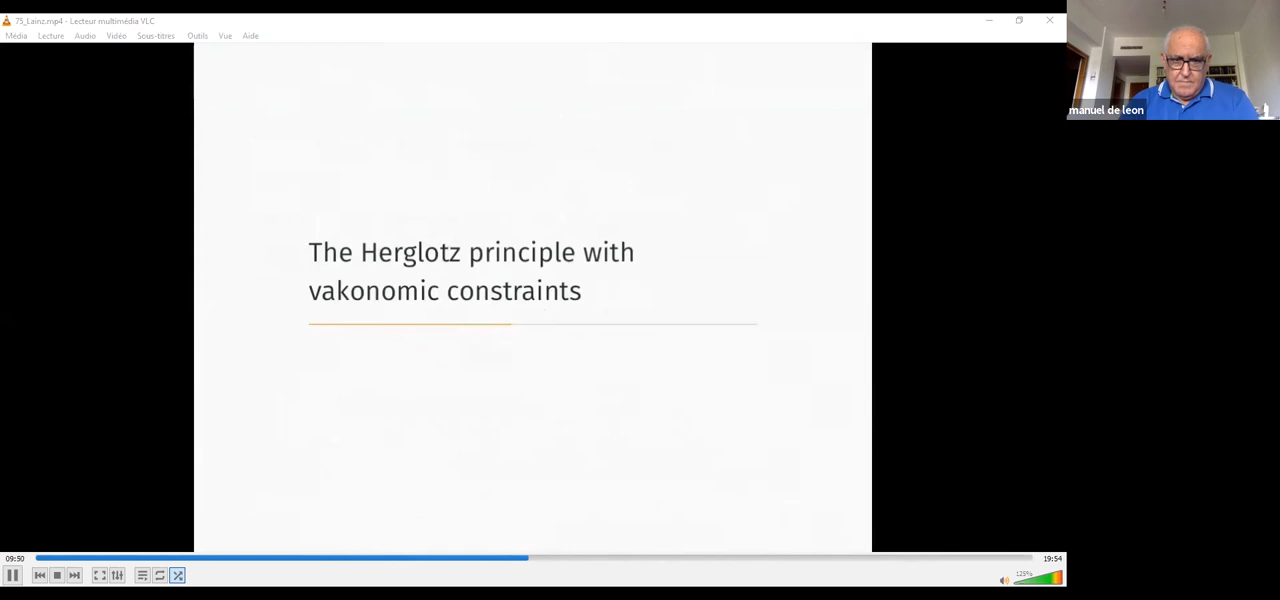 75_Lainz.mp4 - Lecteur multimédia VLC
Média Lecture Audio Vidéo Sous-titres Outils Vue Aide
manuel de leon
The Herglotz principle with
vakonomic constraints
09:50
19:54
125%